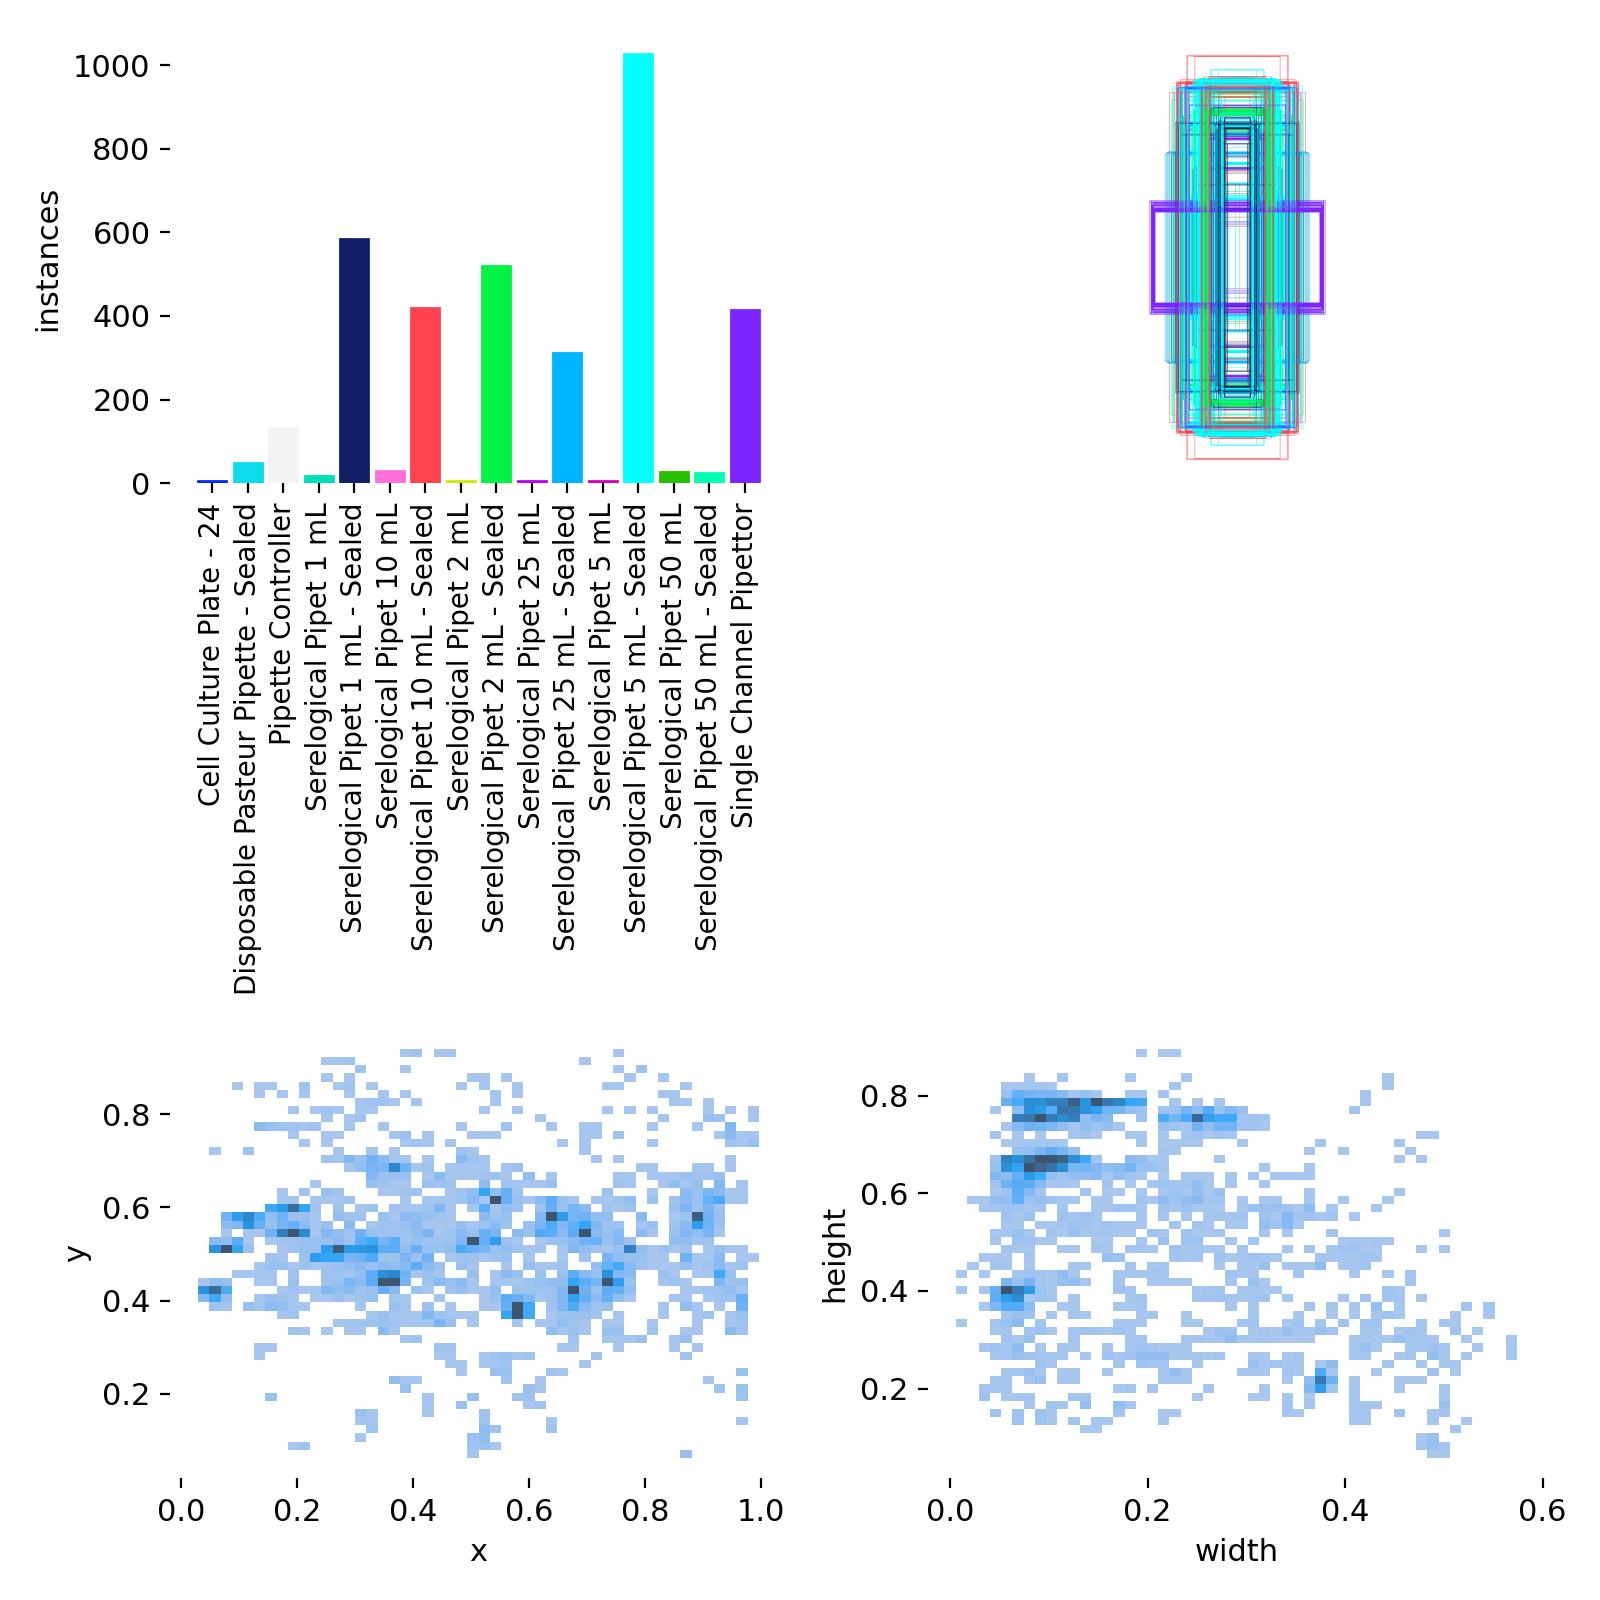 instances
1000
800
600
400
200
0
Cell Culture Plate - 24
Disposable Pasteur Pipette - Sealed
Pipette Controller
Serelogical Pipet 1 mL
Serelogical Pipet 1 mL - Sealed
Serelogical Pipet 10 mL
Serelogical Pipet 10 mL - Sealed
Serelogical Pipet 2 mL
Serelogical Pipet 2 mL - Sealed
Serelogical Pipet 25 mL
Serelogical Pipet 25 mL - Sealed
Serelogical Pipet 5 mL
Serelogical Pipet 5 mL - Sealed
Serelogical Pipet 50 mL
Serelogical Pipet 50 mL - Sealed
Single Channel Pipettor
y
0.8
0.6
0.4
0.2
0.0 0.2 0.4 0.6 0.8 1.0
x
height
0.8
0.6
0.4
0.2
0.0 0.2 0.4 0.6
width